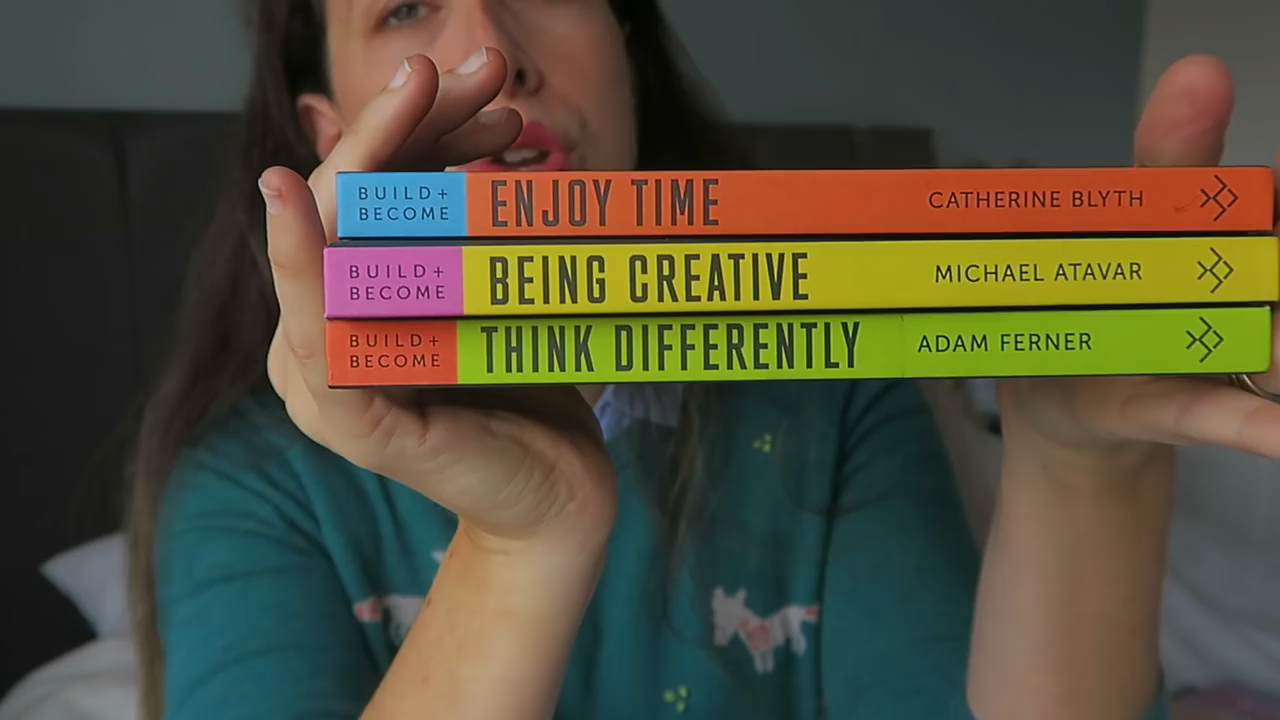 BUILD+
BECOME
ENJOY TIME
CATHERINE BLYTH
BUILD+
BECOME
BEING CREATIVE
MICHAEL ATAVAR
BUILD+
BECOME
THINK DIFFERENTLY
ADAM FERNER